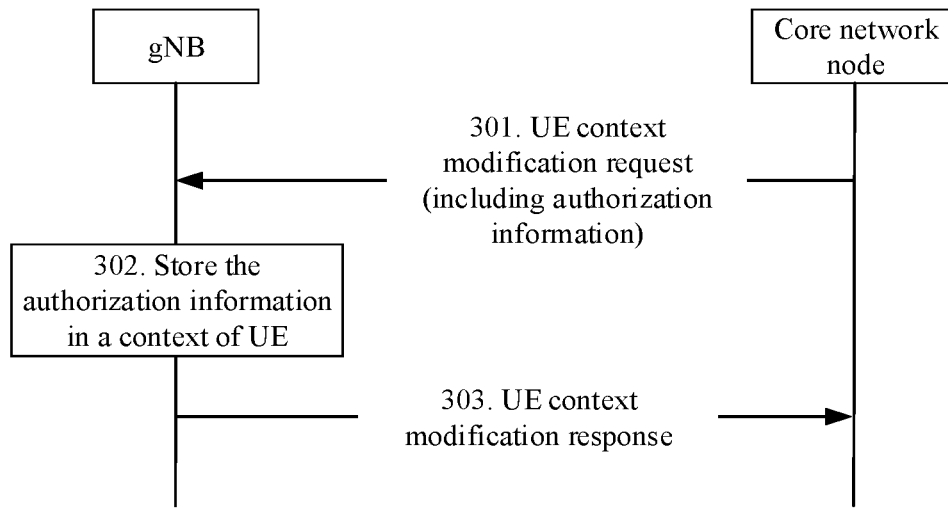 gNB
Core network
node
301. UE context
modification request
(including authorization
information)
302. Store the
authorization information
in a context of UE
303. UE context
modification response